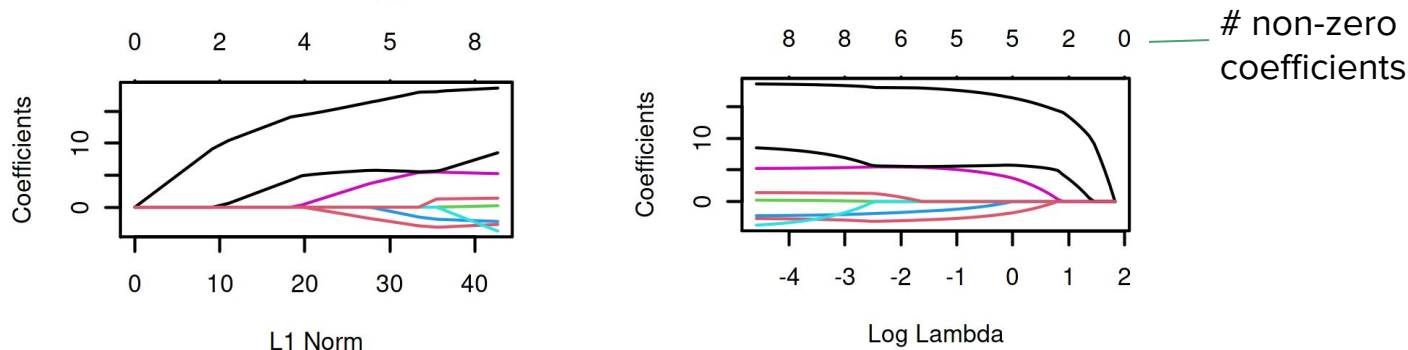 0 2 4 5 8
Coefficients
10
0
0 10 20 30 40
L1 Norm
8 8 6 5 5 2 0
# non-zero
coefficients
Coefficients
10
0
-4 -3 -2 -1 0 1 2
Log Lambda